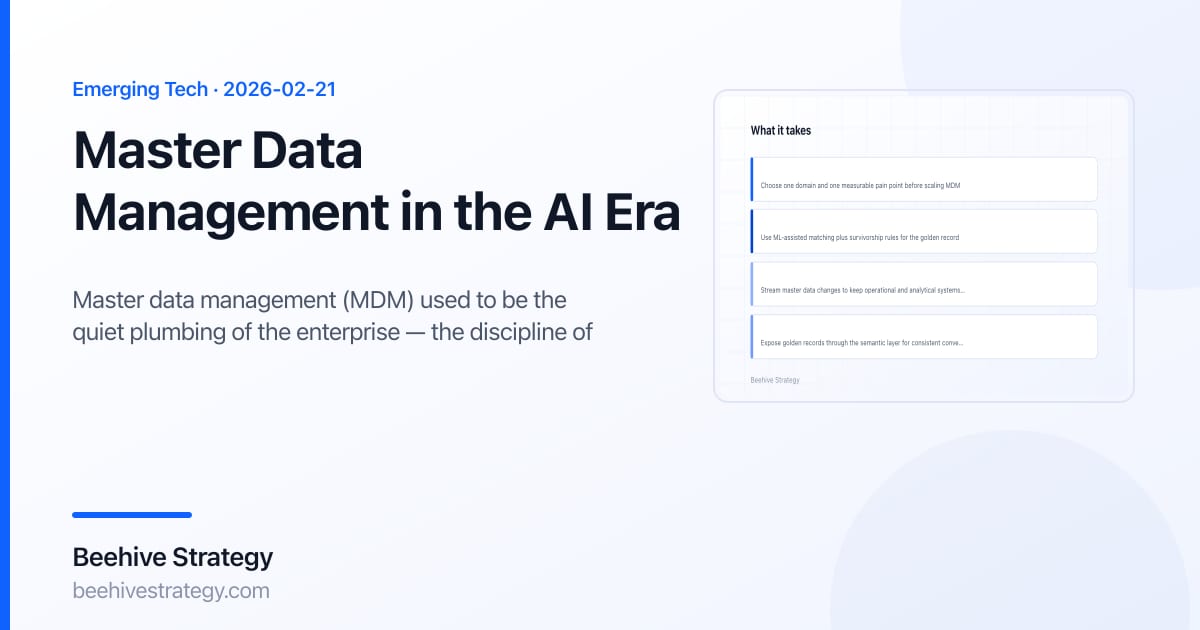 Emerging Tech · 2026-02-21
Master Data
Management in the AI Era
Master data management (MDM) used to be the
quiet plumbing of the enterprise — the discipline of
Beehive Strategy
beehivestrategy.com
What it takes
Choose one domain and one measurable pain point before scaling MDM
Use ML-assisted matching plus survivorship rules for the golden record
Stream master data changes to keep operational and analytical systems...
Expose golden records through the semantic layer for consistent conve...
Beehive Strategy